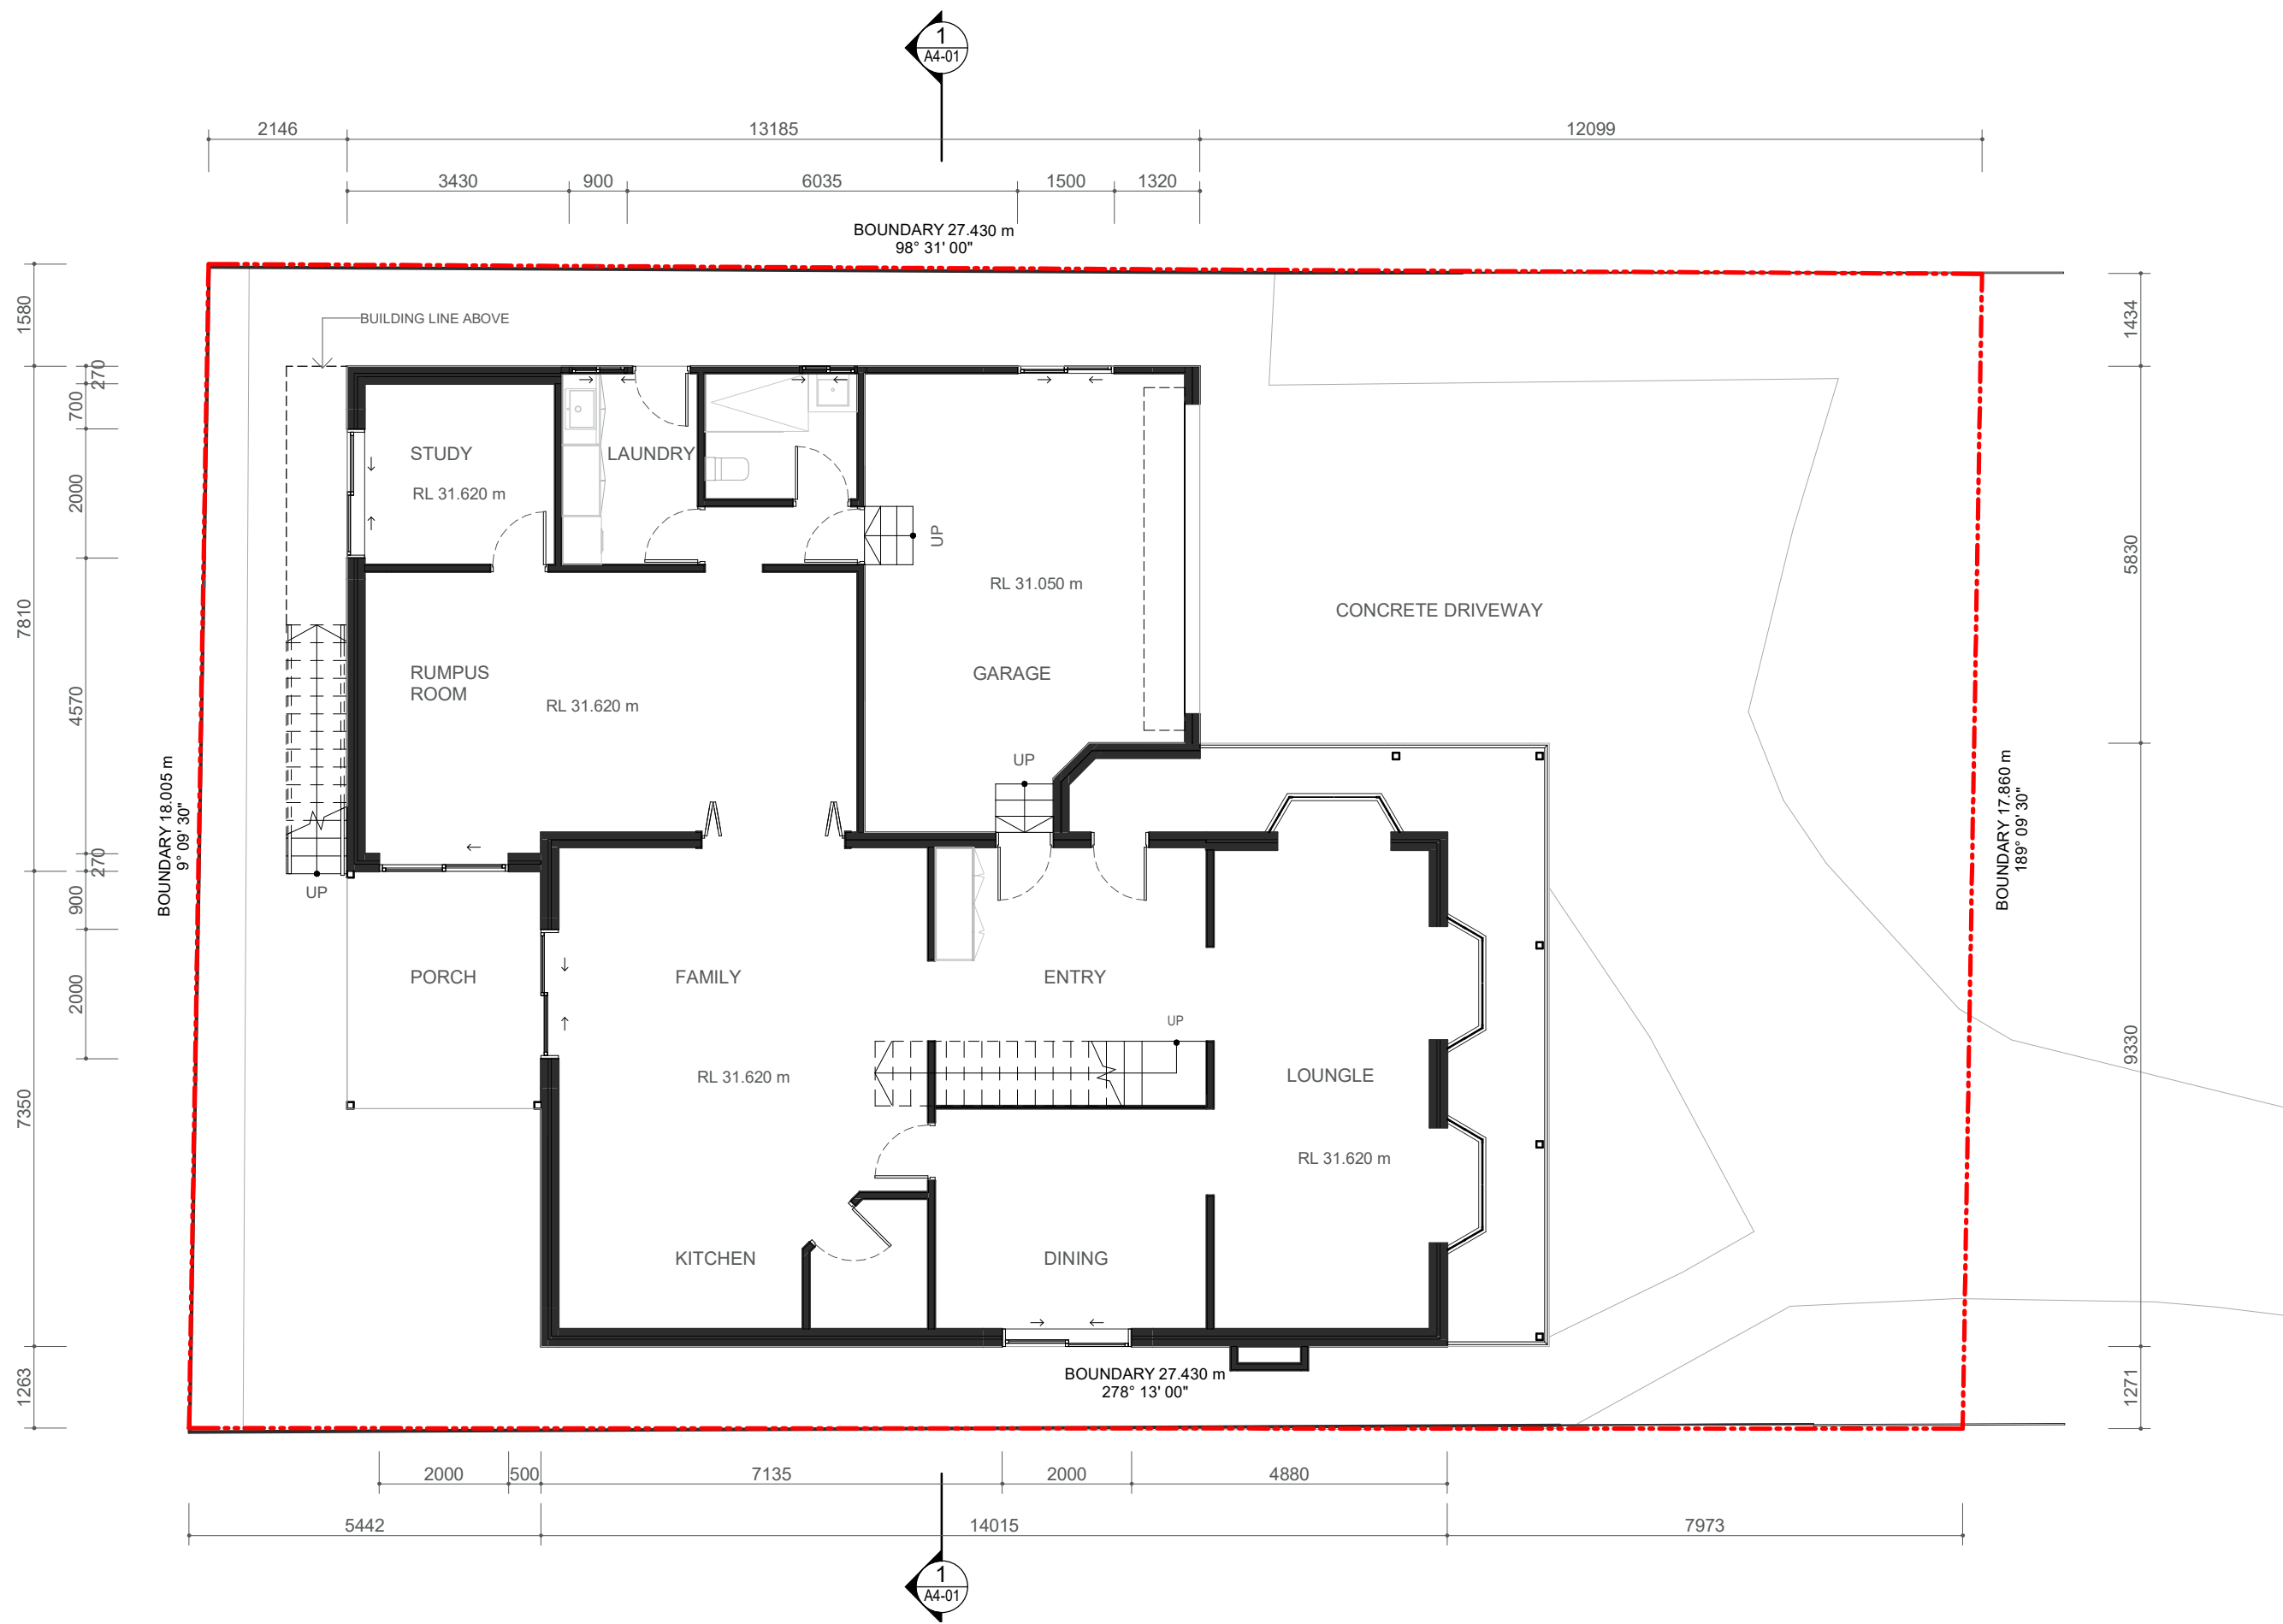 1
A4-01
2146
13185
12099
3430
900
6035
1500
1320
BOUNDARY 27.430 m
98° 31' 00"
1580
7810
7350
1263
270
700
2000
4570
270
900
2000
BUILDING LINE ABOVE
STUDY
RL 31.620 m
LAUNDRY
UP
RL 31.050 m
GARAGE
CONCRETE DRIVEWAY
RUMPUS
ROOM
RL 31.620 m
UP
UP
BOUNDARY 18.005 m
9° 09' 30"
BOUNDARY 17.860 m
189° 09' 30"
1434
5830
9330
1271
PORCH
FAMILY
ENTRY
UP
RL 31.620 m
LOUNGLE
RL 31.620 m
KITCHEN
DINING
BOUNDARY 27.430 m
278° 13' 00"
2000
500
7135
2000
4880
5442
14015
7973
1
A4-01